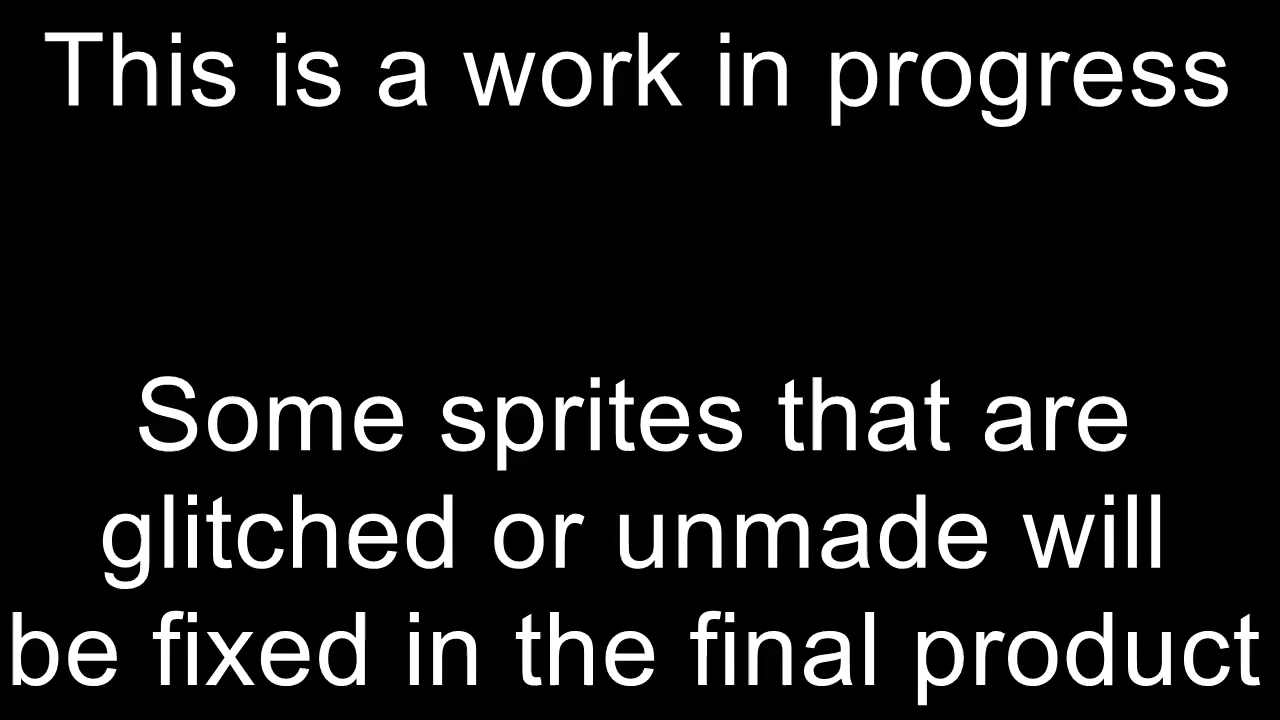 This is a work in progress
Some sprites that are
glitched or unmade will
be fixed in the final product